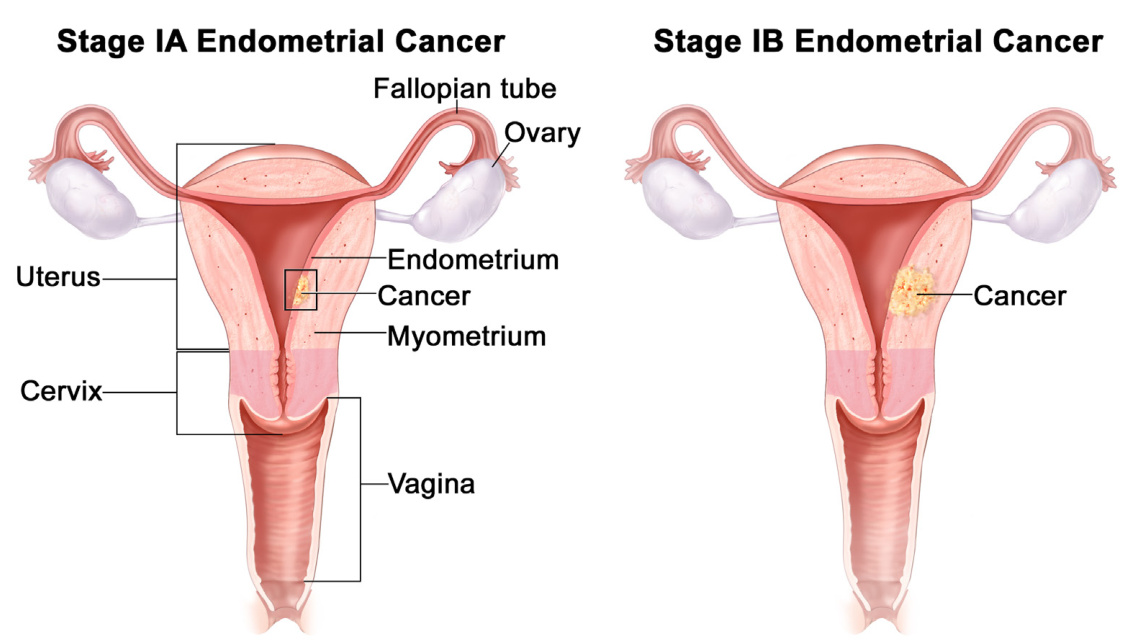 Stage IA Endometrial Cancer
Stage IB Endometrial Cancer
Fallopian tube
Ovary
Uterus
Endometrium
Cancer
Myometrium
Cervix
Vagina
Cancer